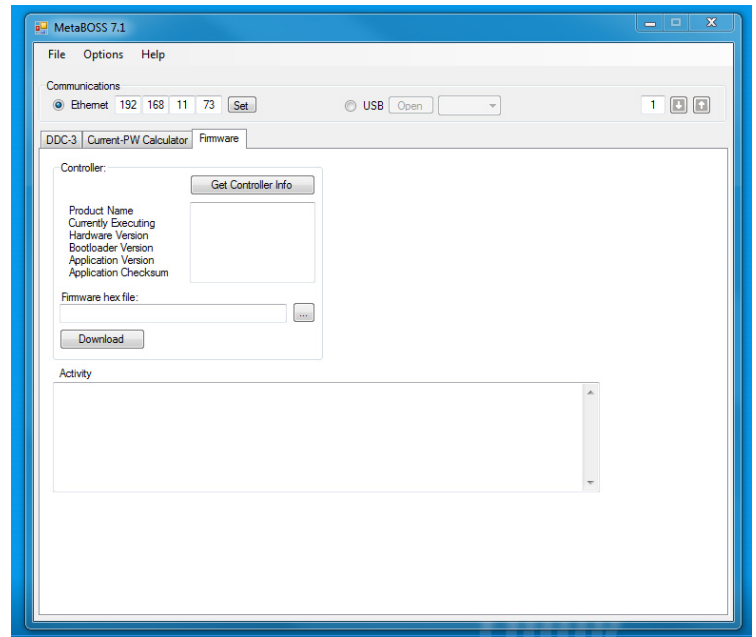 MetaBOSS 7.1
File Options Help
Communications
Ethernet 192 168 11 73 Set USB Open 1
DDC-3 Current-PW Calculator Firmware
Controller:
Get Controller Info
Product Name
Currently Executing
Hardware Version
Bootloader Version
Application Version
Application Checksum
Firmware hex file:
...
Download
Activity